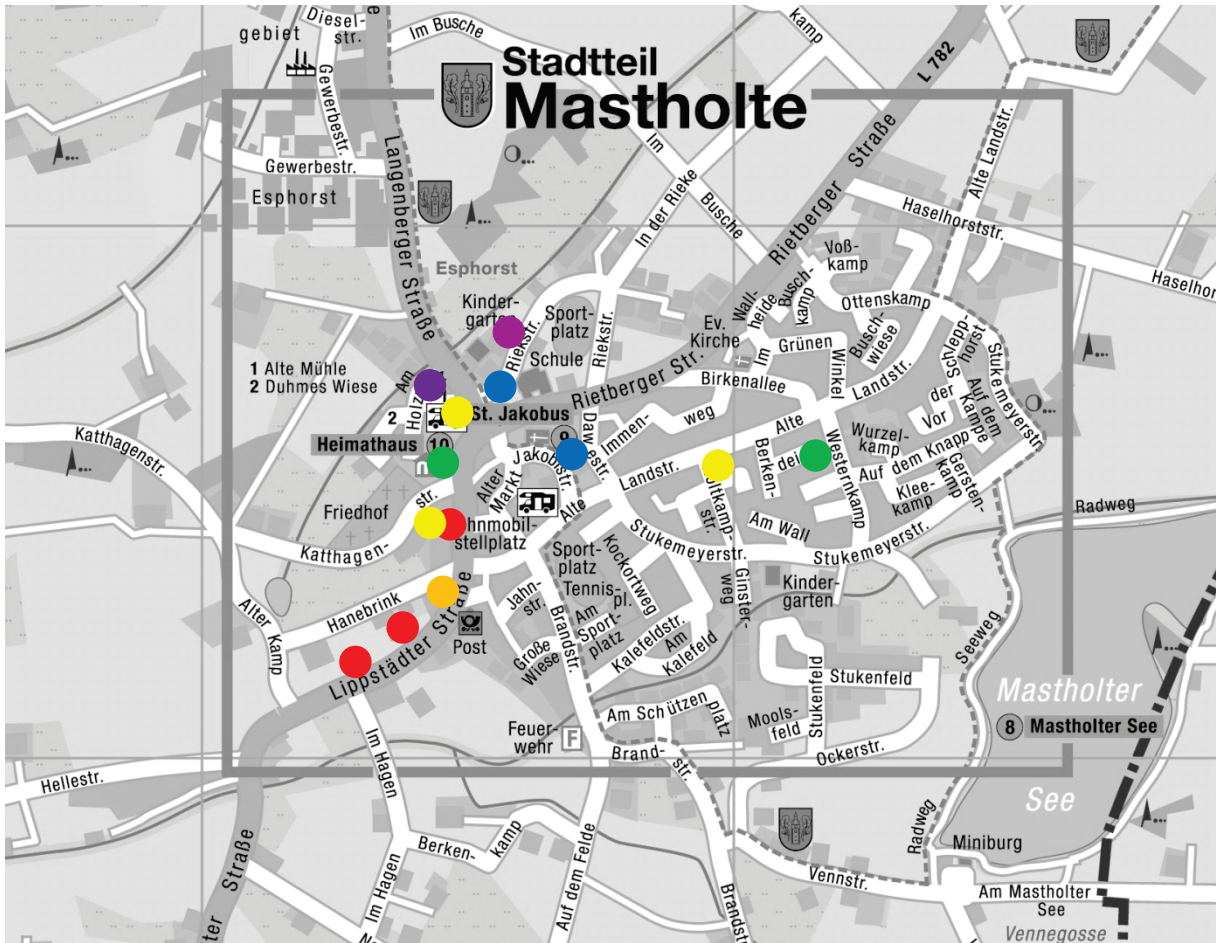 Stadtteil
Mastholte
gebiet
Diesel-
str.
Gewerbestr.
Gewerbestr.
Esphorst
Im Busche
kamp
L 782
Langenberger Straße
Im
Busche
In der Rieke
Rietberger Straße
Alte Landstr.
Haselhorststr.
Haselho
Esphorst
Kinder-
garten
Riekstr.
Sport-
platz
Schule
Riekstr.
Rietberger Str.
Ev.
Kirche
Wall-
heide
Busch-
kamp
Voß-
kamp
Ottenskamp
Busch-
wiese
Im
Grünen
Winkel
Birkenallee
Landstr.
Schlepp-
horst
Stukemeyerstr.
Vor
der
Auf dem
Kampe
1 Alte Mühle
2 Duhmes Wiese
Am
Holz
2
St. Jakobus
Heimathaus
10
9
Katthagenstr.
Friedhof
Katthagen-
str.
Alter
Markt
Jakobistr.
Immen-
weg
Landstr.
Alte
Alte
Berken-
Westernkamp
Wurzel-
kamp
Auf dem Knapp
Klee-
kamp
Gersten-
kamp
Radweg
stellplatz
Sport-
platz
Tennis-
pl.
Am
Sport-
platz
Kockortweg
Stukemeyerstr.
Am Wall
Stukemeyerstr.
Ginster-
weg
Kinder-
garten
Hanebrink
Alter
Kamp
Lippstädter Straße
Post
Jahn-
str.
Große
Wiese
Brandstr.
Kalefeldstr.
Am
Kalefeld
Seeweg
Stukenfeld
Stukenfeld
Mools-
feld
Am Schützen
platz
Ockerstr.
Feuer-
wehr
F
Brand-
str.
Mastholter
8
Mastholter See
See
Hellestr.
Im Hagen
Im Hagen
Berken-
kamp
Auf dem Felde
Straße
Radweg
Miniburg
Vennstr.
Am Mastholter
See
Vennegosse